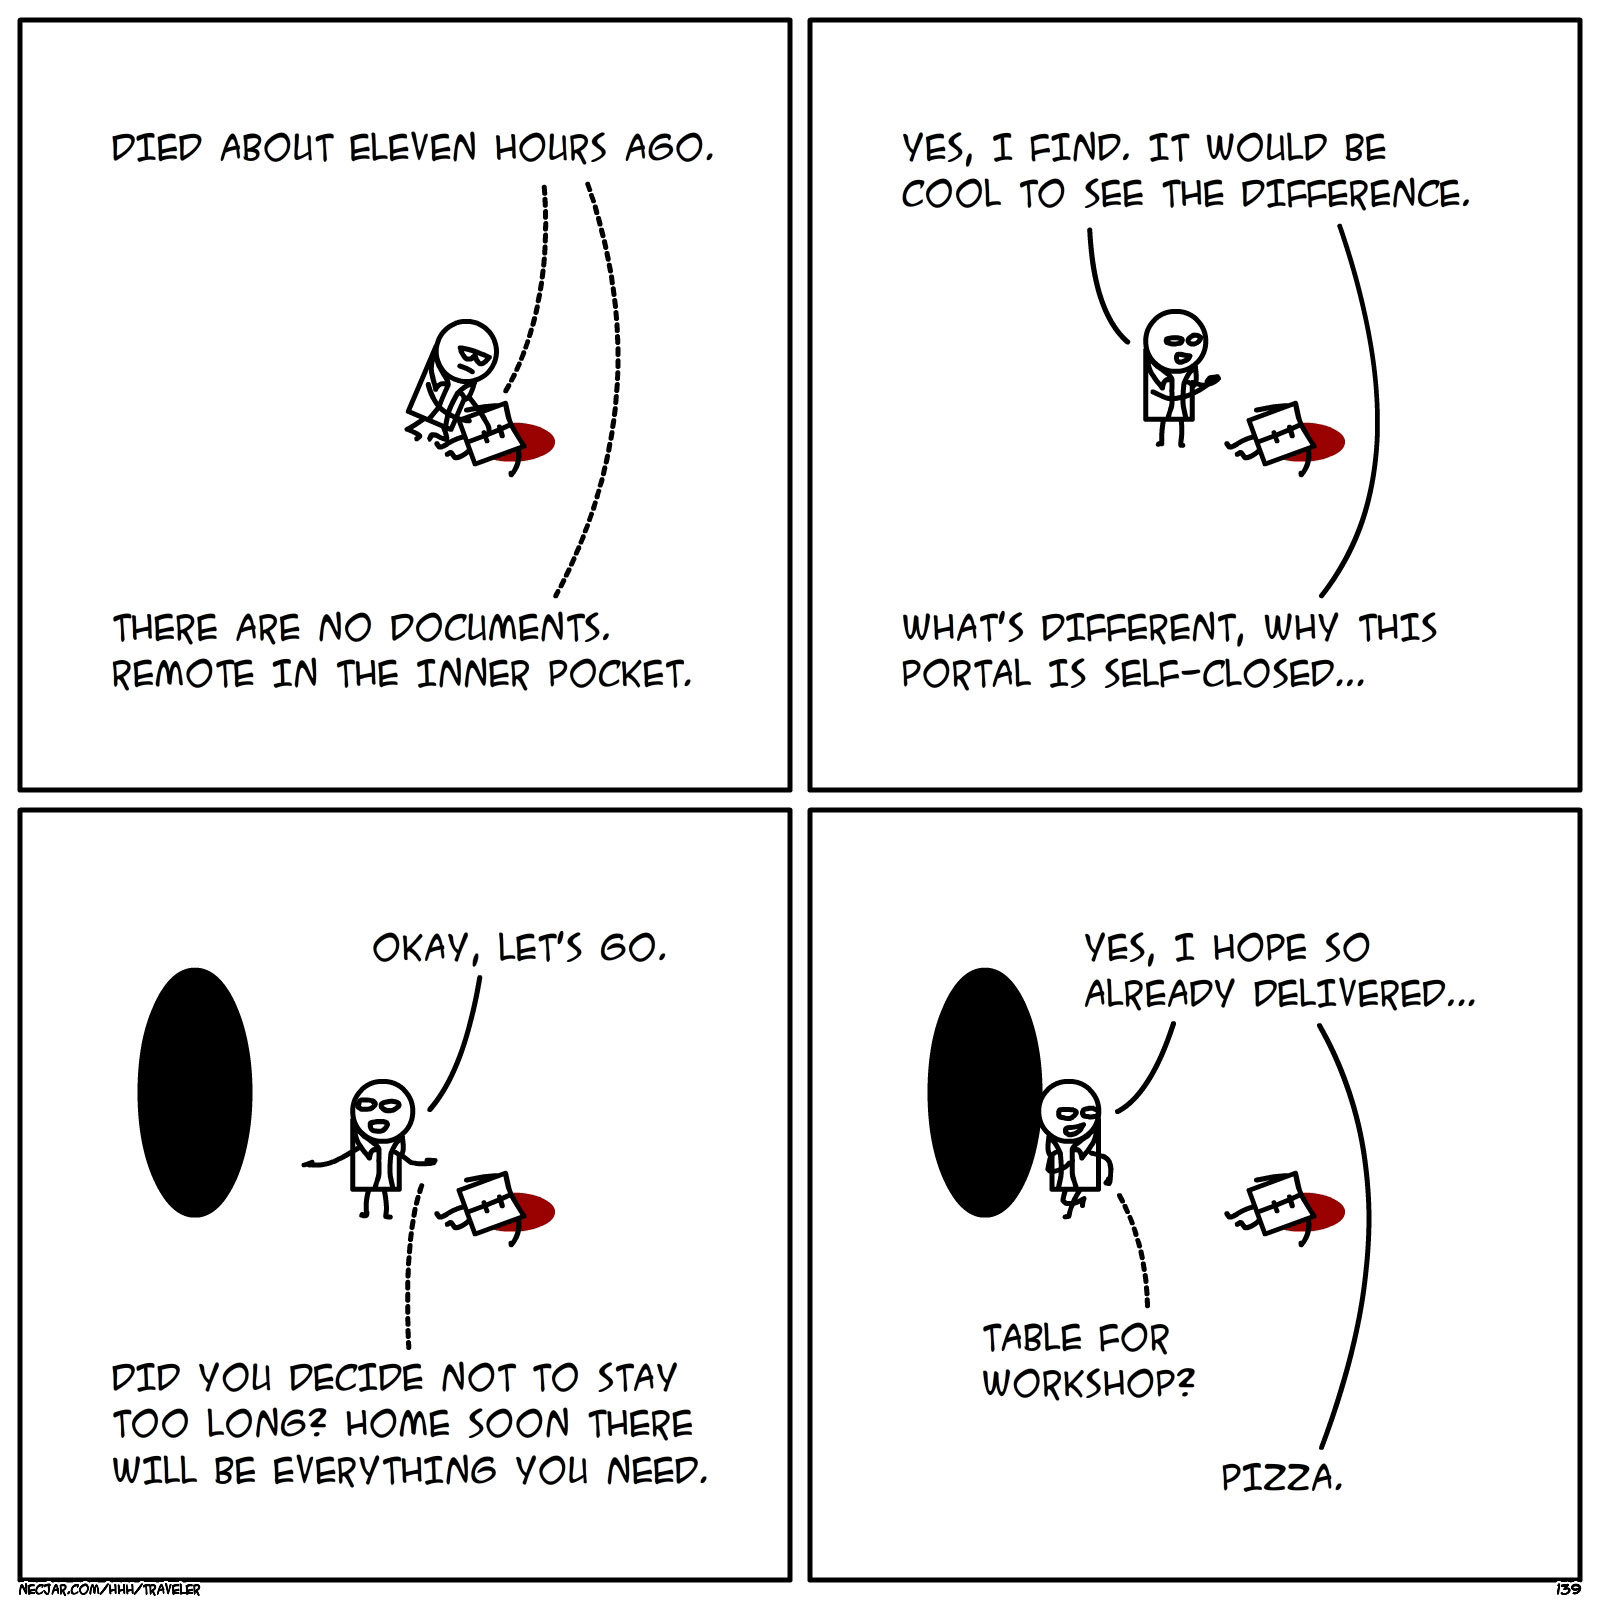 DIED ABOUT ELEVEN HOURS AGO.
THERE ARE NO DOCUMENTS.
REMOTE IN THE INNER POCKET.
YES, I FIND. IT WOULD BE
COOL TO SEE THE DIFFERENCE.
WHAT'S DIFFERENT, WHY THIS
PORTAL IS SELF-CLOSED...
OKAY, LET'S GO.
DID YOU DECIDE NOT TO STAY
TOO LONG? HOME SOON THERE
WILL BE EVERYTHING YOU NEED.
YES, I HOPE SO
ALREADY DELIVERED...
TABLE FOR
WORKSHOP?
PIZZA.
NECJAR.COM/HHH/TRAVELER
139